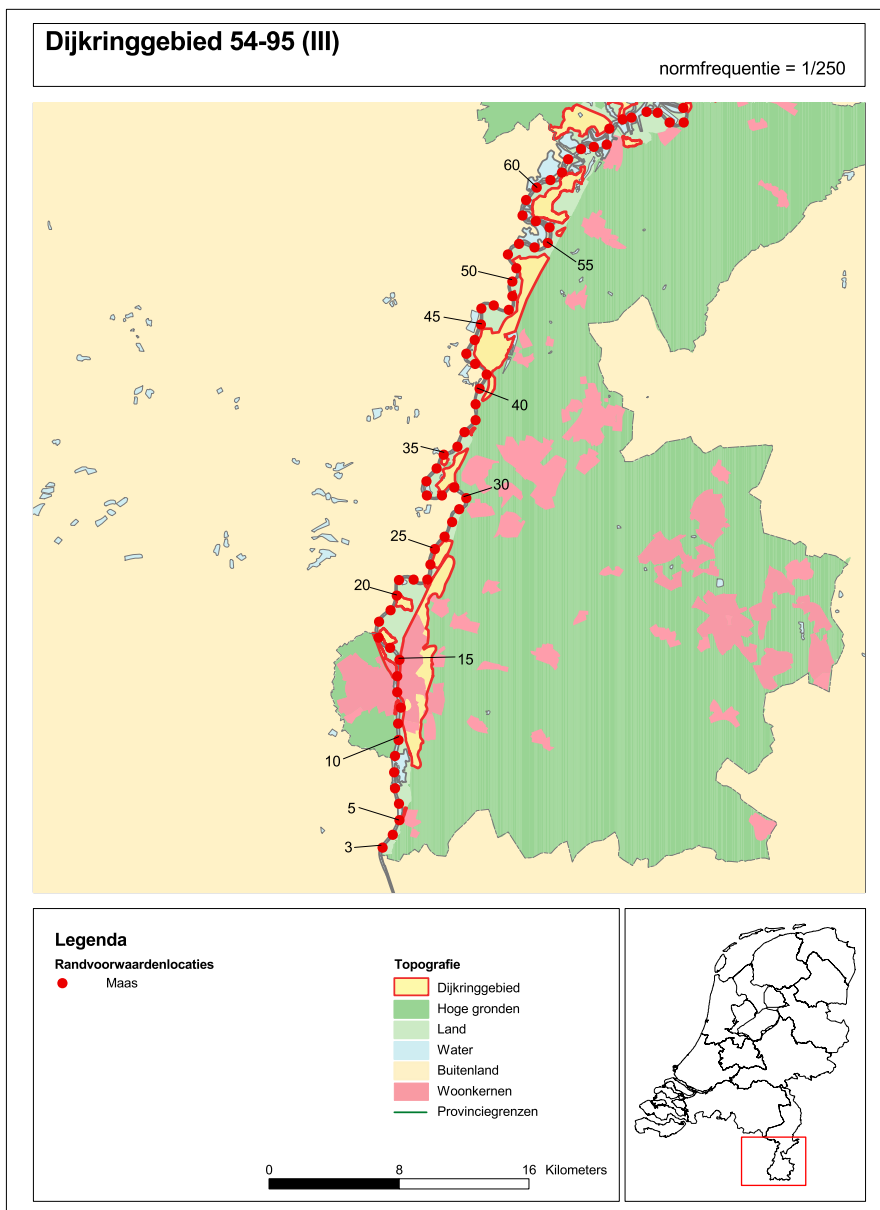 Dijkringgebied 54-95 (III)
normfrequentie = 1/250
60
55
50
45
40
35
30
25
20
15
10
5
3
Legenda
Randvoorwaardenlocaties
Maas
Topografie
Dijkringgebied
Hoge gronden
Land
Water
Buitenland
Woonkernen
Provinciegrenzen
0 8 16 Kilometers